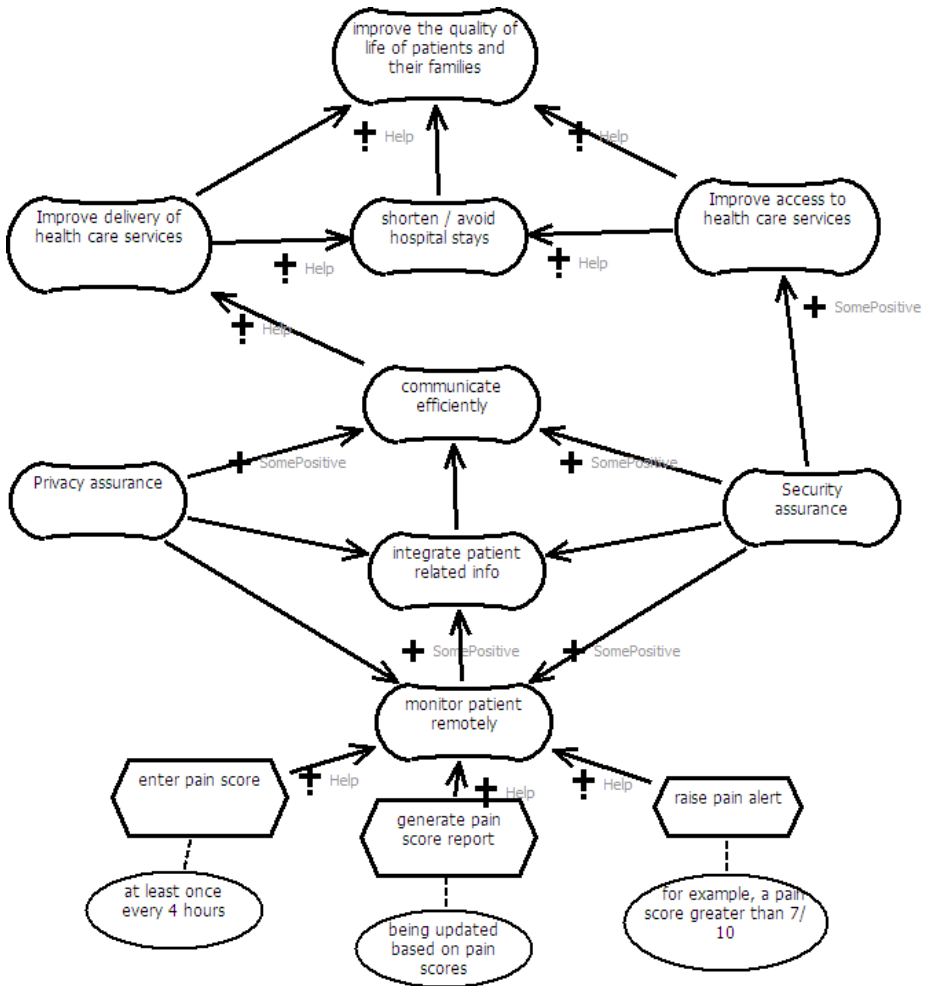 improve the quality of
life of patients and
their families
Help
Help
Improve delivery of
health care services
shorten / avoid
hospital stays
Improve access to
health care services
Help
Help
SomePositive
Help
communicate
efficiently
SomePositive
SomePositive
Privacy assurance
Security
assurance
integrate patient
related info
SomePositive
SomePositive
monitor patient
remotely
enter pain score
Help
Help
Help
generate pain
score report
raise pain alert
at least once
every 4 hours
being updated
based on pain
scores
for example, a pain
score greater than 7/
10